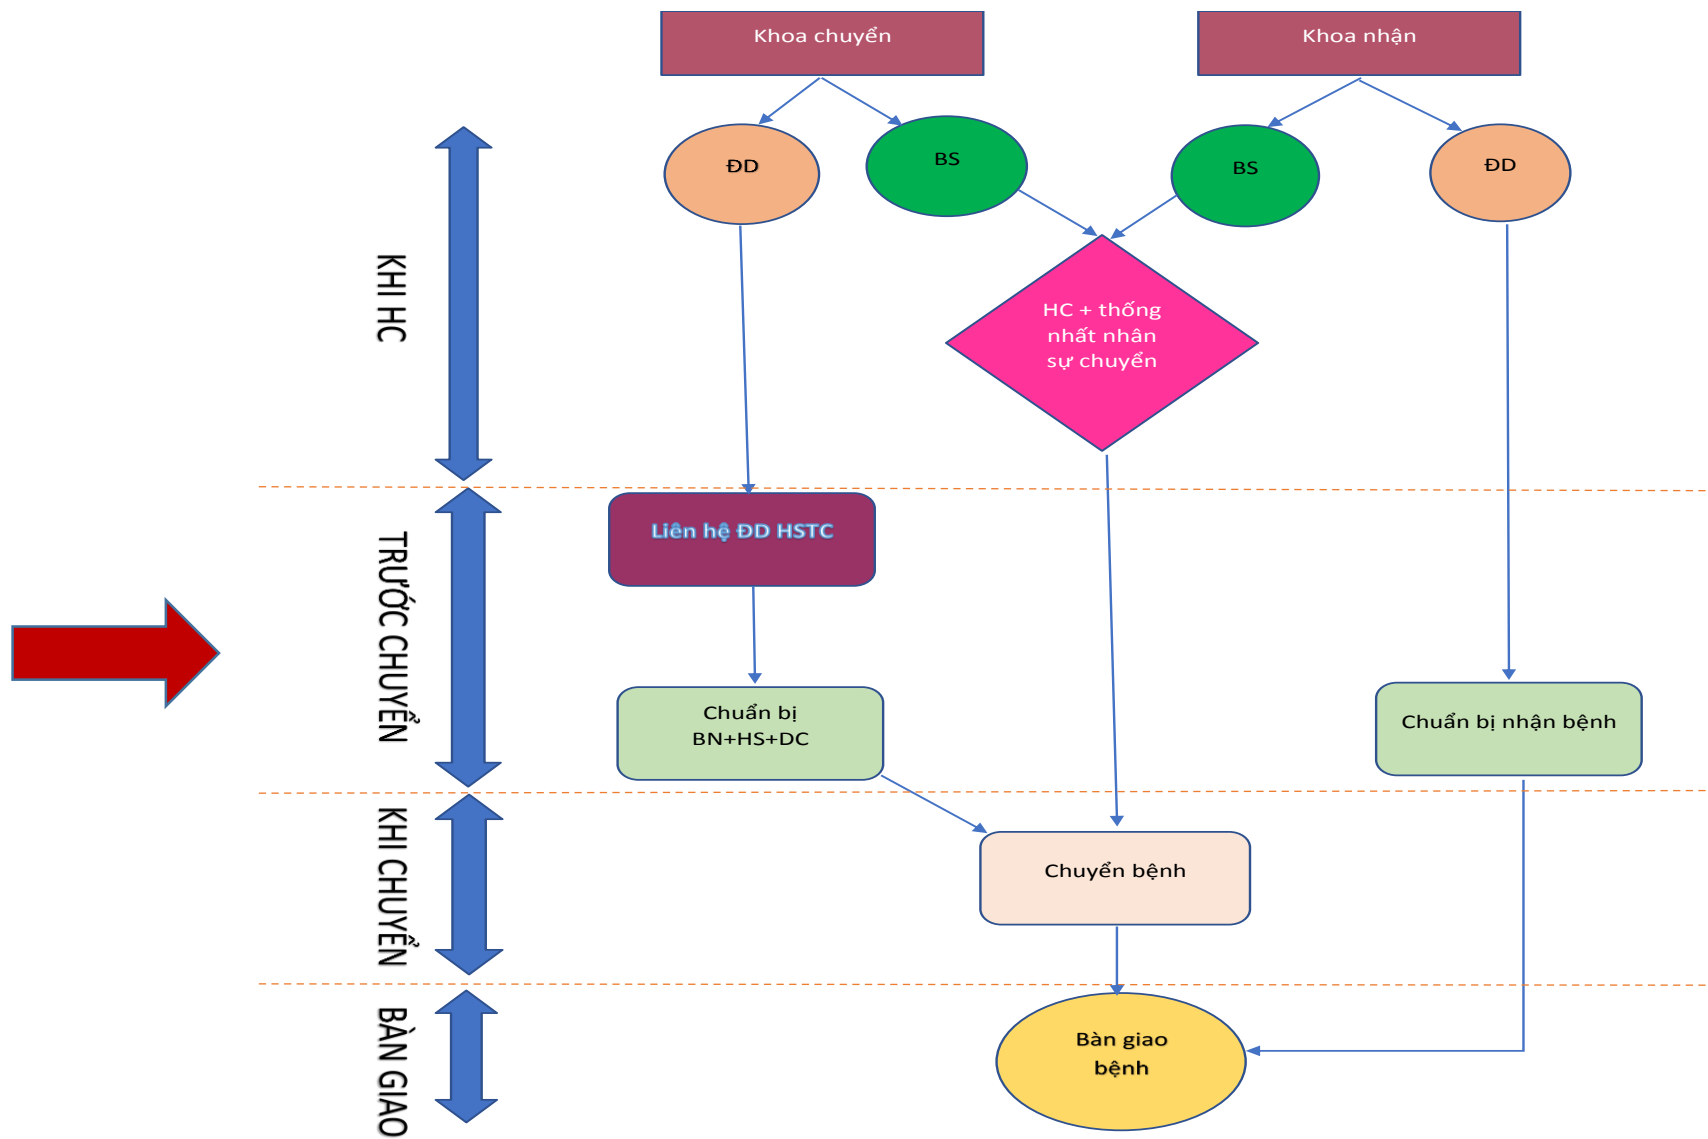 Khoa chuyển
Khoa nhận
ĐD
BS
BS
ĐD
KHI HC
HC + thống
nhất nhân
sự chuyển
TRƯỚC CHUYỂN
Liên hệ ĐD HSTC
Chuẩn bị
BN+HS+DC
Chuẩn bị nhận bệnh
KHI CHUYỂN
Chuyển bệnh
BÀN GIAO
Bàn giao
bệnh